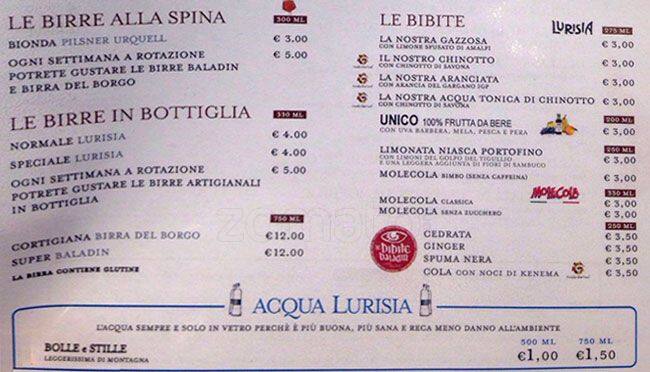 LE BIRRE ALLA SPINA
300 ML
BIONDA PILSNER URQUELL € 3.00
OGNI SETTIMANA A ROTAZIONE € 5.00
POTRETE GUSTARE LE BIRRE BALADIN
E BIRRA DEL BORGO
LE BIRRE IN BOTTIGLIA
330 ML
NORMALE LURISIA € 4.00
SPECIALE LURISIA € 4.00
OGNI SETTIMANA A ROTAZIONE € 5.00
POTRETE GUSTARE LE BIRRE ARTIGIANALI
IN BOTTIGLIA
750 ML
CORTIGIANA BIRRA DEL BORGO €12.00
SUPER BALADIN €12.00
LA BIRRA CONTIENE GLUTINE
LE BIBITE
LURISIA
275 ML
LA NOSTRA GAZZOSA € 3,00
CON LIMONE SFUSATO DI AMALFI
IL NOSTRO CHINOTTO € 3,00
CON CHINOTTO DI SAVONA
LA NOSTRA ARANCIATA € 3,00
CON ARANCIA DEL GARGANO IGP
LA NOSTRA ACQUA TONICA DI CHINOTTO € 3,00
CON CHINOTTO DI SAVONA
200 ML
UNICO 100% FRUTTA DA BERE € 3,00
CON UVA BARBERA, MELA, PESCA E PERA
250 ML
LIMONATA NIASCA PORTOFINO € 3,00
CON LIMONI DEL GOLFO DEL TIGULLIO
E UNA LEGGERA AGGIUNTA DI FIORI DI SAMBUCO
MOLECOLA BIMBO (SENZA CAFFEINA) € 3,00
MOLECOLA
330 ML
MOLECOLA CLASSICA € 3,00
MOLECOLA SENZA ZUCCHERO € 3,00
250 ML
le Bibite Baladin
CEDRATA € 3,50
GINGER € 3,50
SPUMA NERA € 3,50
COLA CON NOCI DI KENEMA € 3,50
ACQUA LURISIA
L'ACQUA SEMPRE E SOLO IN VETRO PERCHÈ È PIÙ BUONA, PIÙ SANA E RECA MENO DANNO ALL'AMBIENTE
500 ML 750 ML
BOLLE e STILLE €1,00 €1,50
LEGGERISSIMA DI MONTAGNA